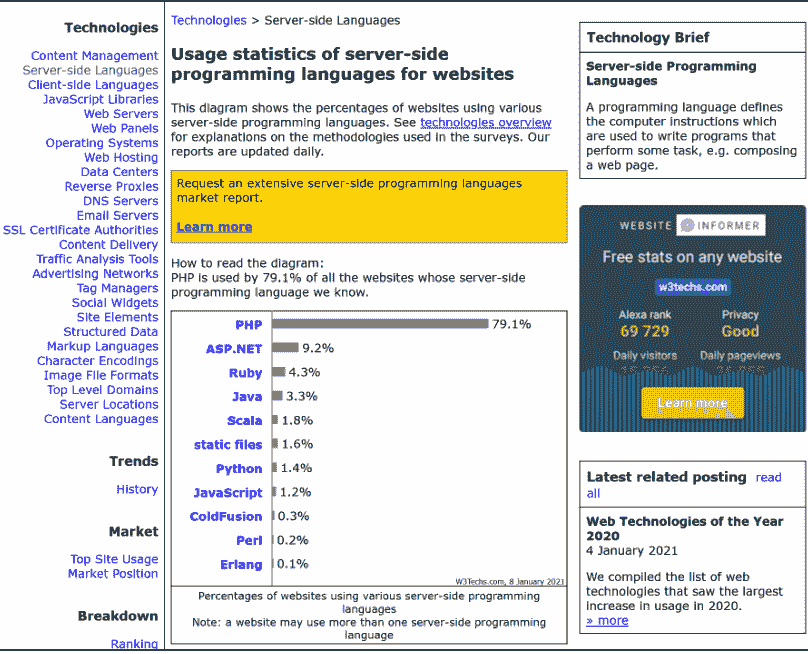 Technologies
Content Management
Server-side Languages
Client-side Languages
JavaScript Libraries
Web Servers
Web Panels
Operating Systems
Web Hosting
Data Centers
Reverse Proxies
DNS Servers
Email Servers
SSL Certificate Authorities
Content Delivery
Traffic Analysis Tools
Advertising Networks
Tag Managers
Social Widgets
Site Elements
Structured Data
Markup Languages
Character Encodings
Image File Formats
Top Level Domains
Server Locations
Content Languages
Trends
History
Market
Top Site Usage
Market Position
Breakdown
Ranking
Technologies > Server-side Languages
Usage statistics of server-side
programming languages for websites
This diagram shows the percentages of websites using various
server-side programming languages. See technologies overview
for explanations on the methodologies used in the surveys. Our
reports are updated daily.
Request an extensive server-side programming languages
market report.
Learn more
How to read the diagram:
PHP is used by 79.1% of all the websites whose server-side
programming language we know.
PHP 79.1%
ASP.NET 9.2%
Ruby 4.3%
Java 3.3%
Scala 1.8%
static files 1.6%
Python 1.4%
JavaScript 1.2%
ColdFusion 0.3%
Perl 0.2%
Erlang 0.1%
W3Techs.com, 8 January 2021
Percentages of websites using various server-side programming
languages
Note: a website may use more than one server-side programming
language
Technology Brief
Server-side Programming
Languages
A programming language defines
the computer instructions which
are used to write programs that
perform some task, e.g. composing
a web page.
WEBSITE INFORMER
Free stats on any website
w3techs.com
Alexa rank Privacy
69 729 Good
Daily visitors Daily pageviews
Learn more
Latest related posting read
all
Web Technologies of the Year
2020
4 January 2021
We compiled the list of web
technologies that saw the largest
increase in usage in 2020.
» more